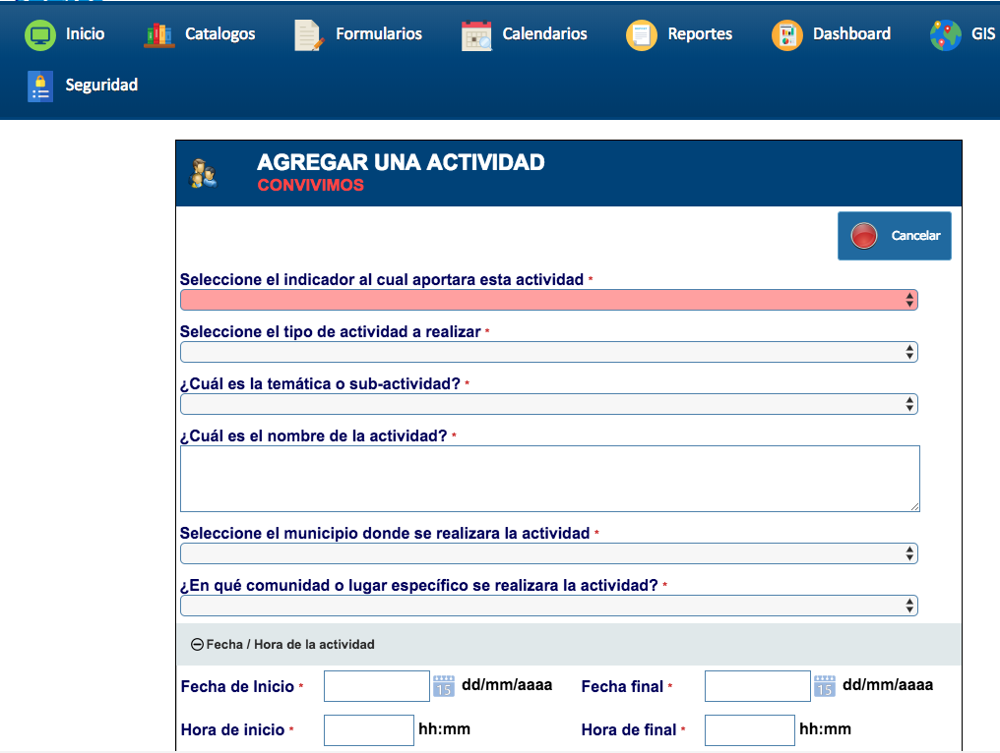 Inicio Catalogos Formularios Calendarios Reportes Dashboard GIS
Seguridad
AGREGAR UNA ACTIVIDAD
CONVIVIMOS
Cancelar
Seleccione el indicador al cual aportara esta actividad *
Seleccione el tipo de actividad a realizar *
¿Cuál es la temática o sub-actividad? *
¿Cuál es el nombre de la actividad? *
Seleccione el municipio donde se realizara la actividad *
¿En qué comunidad o lugar específico se realizara la actividad? *
Fecha / Hora de la actividad
Fecha de Inicio * 15 dd/mm/aaaa Fecha final * 15 dd/mm/aaaa
Hora de inicio * hh:mm Hora de final * hh:mm